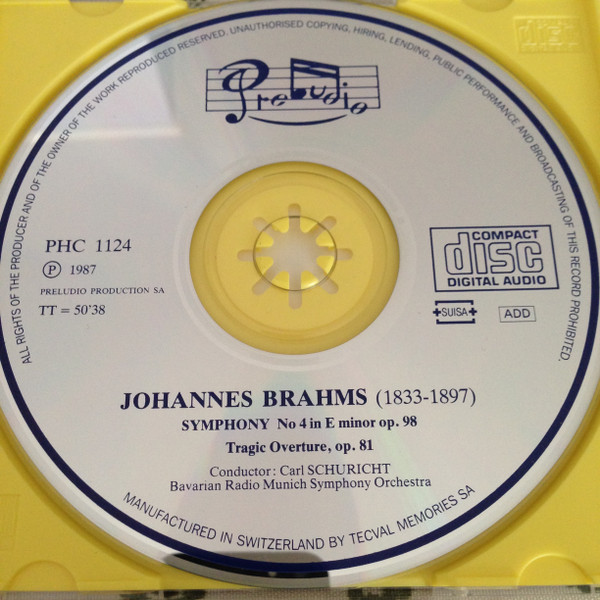 ALL RIGHTS OF THE PRODUCER AND OF THE OWNER OF THE WORK REPRODUCED RESERVED. UNAUTHORISED COPYING, HIRING, LENDING, PUBLIC PERFORMANCE AND BROADCASTING OF THIS RECORD PROHIBITED.
Preludio
PHC 1124
Ⓟ 1987
PRELUDIO PRODUCTION SA
TT = 50'38
COMPACT
disc
DIGITAL AUDIO
SUISA
ADD
JOHANNES BRAHMS (1833-1897)
SYMPHONY No 4 in E minor op. 98
Tragic Overture, op. 81
Conductor: Carl SCHURICHT
Bavarian Radio Munich Symphony Orchestra
MANUFACTURED IN SWITZERLAND BY TECVAL MEMORIES SA